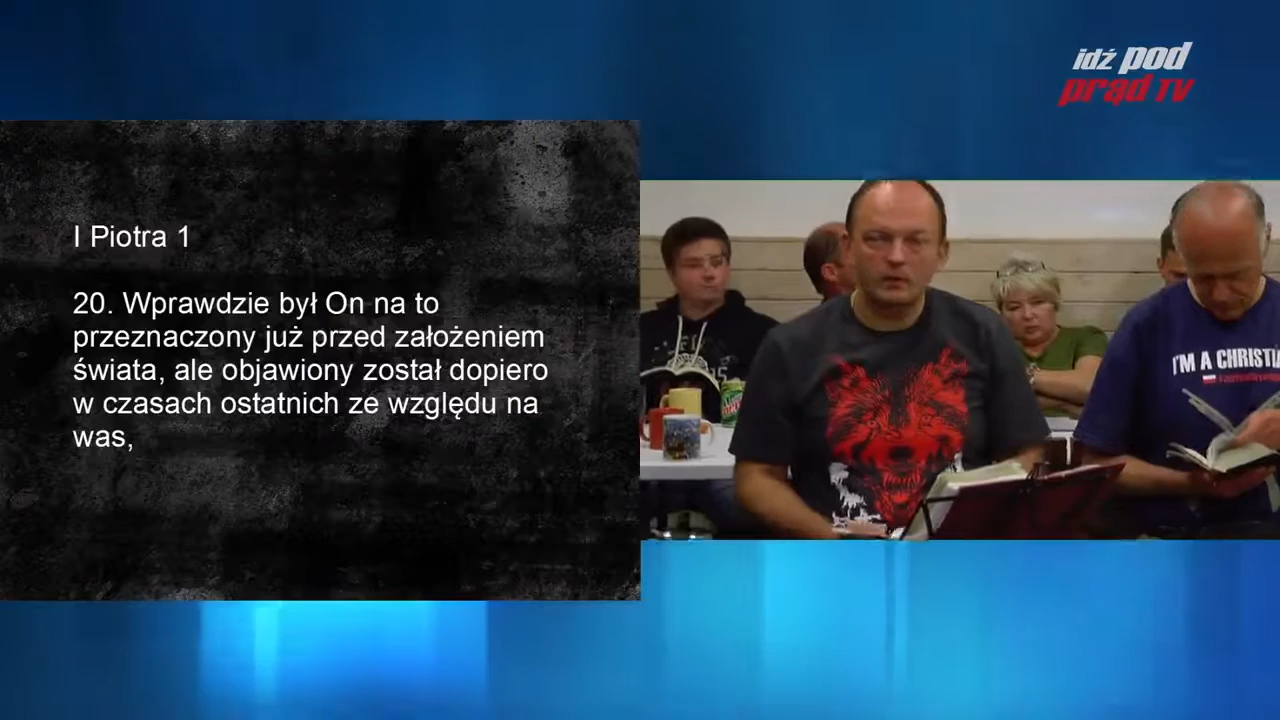 idź pod
prąd TV
I Piotra 1
20. Wprawdzie był On na to
przeznaczony już przed założeniem
świata, ale objawiony został dopiero
w czasach ostatnich ze względu na
was,
I'M A CHRISTIA